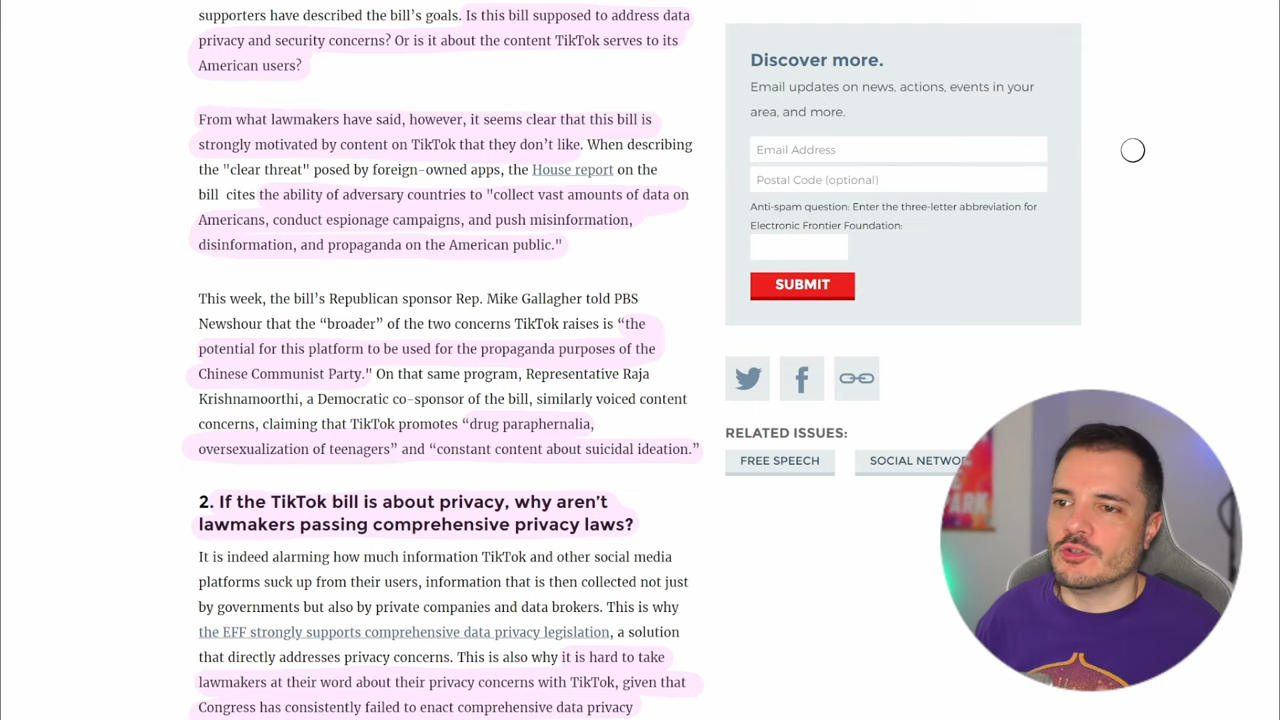 supporters have described the bill’s goals. Is this bill supposed to address data
privacy and security concerns? Or is it about the content TikTok serves to its
American users?
From what lawmakers have said, however, it seems clear that this bill is
strongly motivated by content on TikTok that they don’t like. When describing
the "clear threat" posed by foreign-owned apps, the House report on the
bill cites the ability of adversary countries to "collect vast amounts of data on
Americans, conduct espionage campaigns, and push misinformation,
disinformation, and propaganda on the American public."
This week, the bill’s Republican sponsor Rep. Mike Gallagher told PBS
Newshour that the “broader” of the two concerns TikTok raises is “the
potential for this platform to be used for the propaganda purposes of the
Chinese Communist Party." On that same program, Representative Raja
Krishnamoorthi, a Democratic co-sponsor of the bill, similarly voiced content
concerns, claiming that TikTok promotes “drug paraphernalia,
oversexualization of teenagers” and “constant content about suicidal ideation.”
2. If the TikTok bill is about privacy, why aren’t
lawmakers passing comprehensive privacy laws?
It is indeed alarming how much information TikTok and other social media
platforms suck up from their users, information that is then collected not just
by governments but also by private companies and data brokers. This is why
the EFF strongly supports comprehensive data privacy legislation, a solution
that directly addresses privacy concerns. This is also why it is hard to take
lawmakers at their word about their privacy concerns with TikTok, given that
Congress has consistently failed to enact comprehensive data privacy
Discover more.
Email updates on news, actions, events in your
area, and more.
Email Address
Postal Code (optional)
Anti-spam question: Enter the three-letter abbreviation for
Electronic Frontier Foundation:
SUBMIT
RELATED ISSUES:
FREE SPEECH
SOCIAL